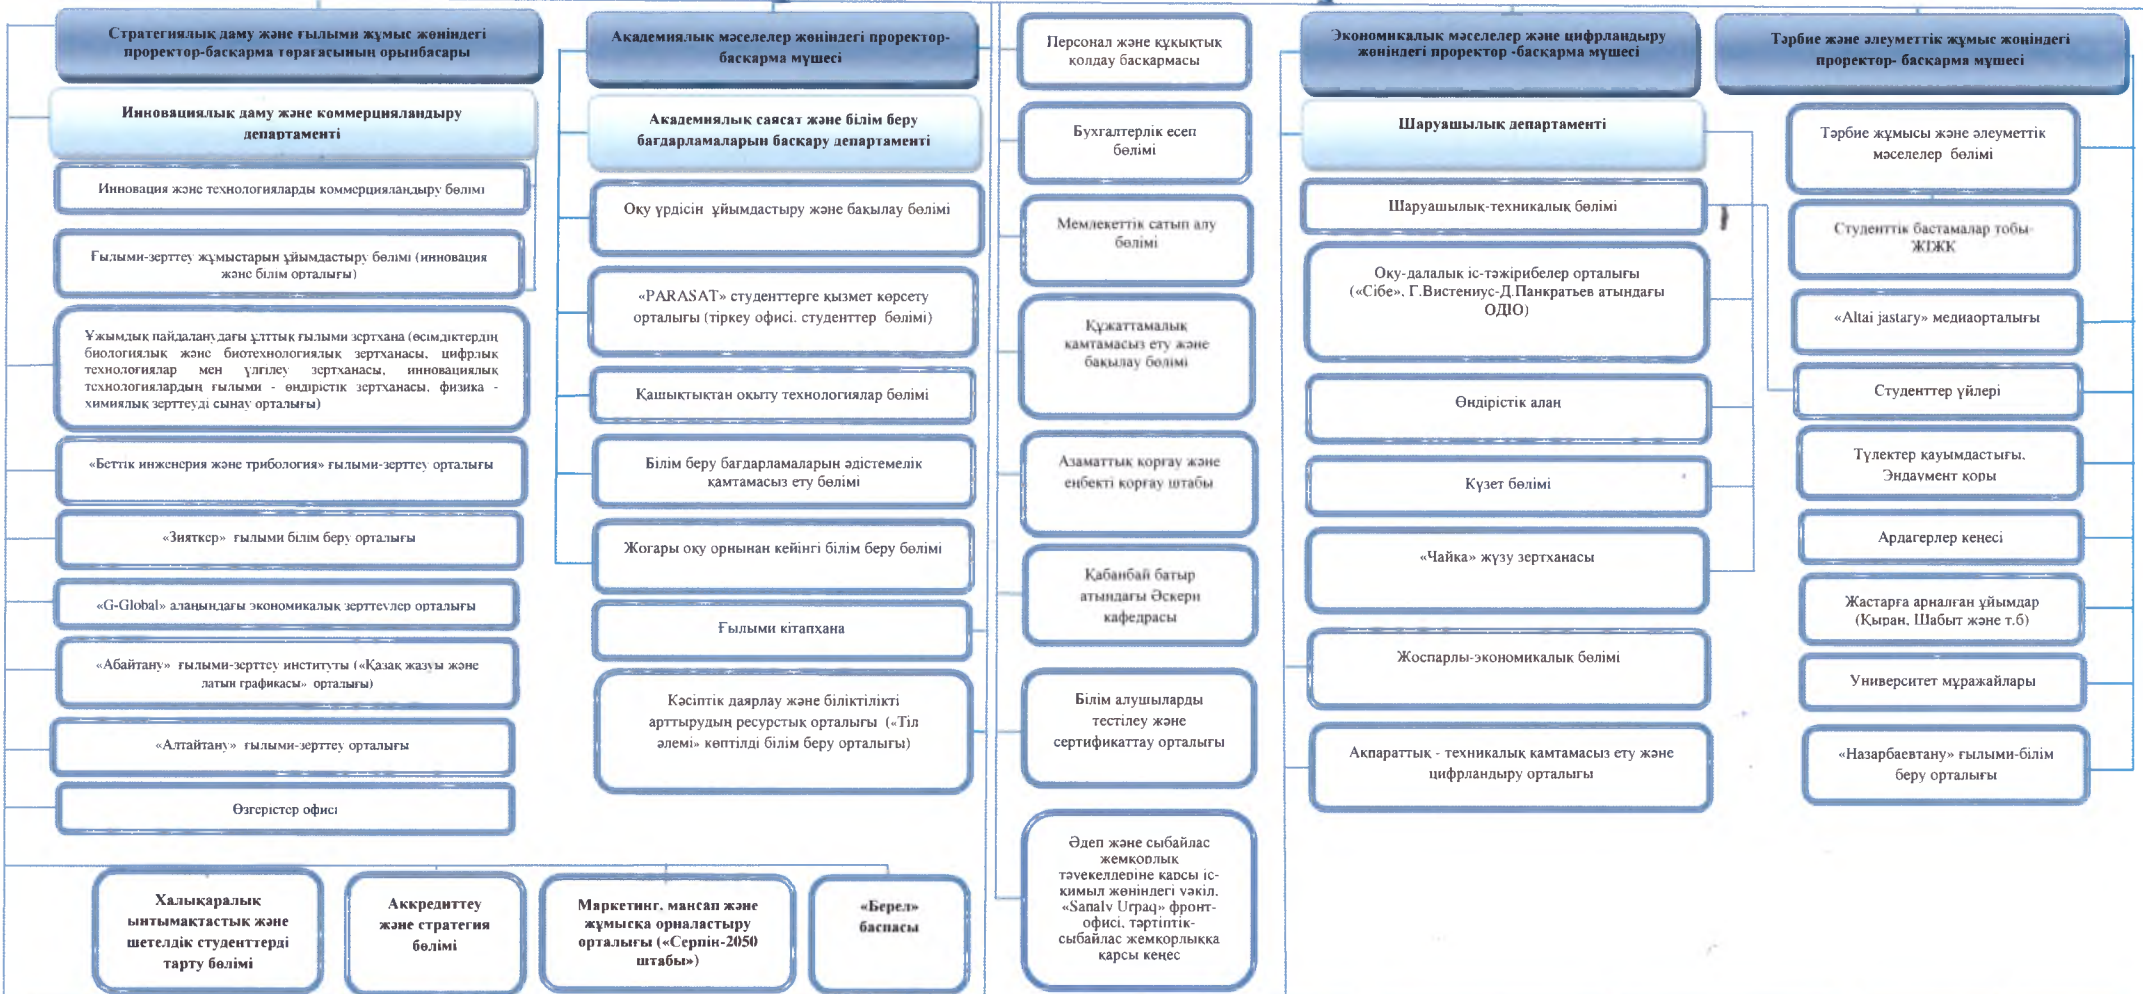 Стратегиялық даму және ғылыми жұмыс жөніндегі
проректор-басқарма төрағасының орынбасары
Инновациялық даму және коммерцияландыру
департаменті
Инновация және технологияларды коммерцияландыру бөлімі
Ғылыми-зерттеу жұмыстарын ұйымдастыру бөлімі (инновация
және білім орталығы)
Ұжымдық пайдаланудағы ұлттық ғылыми зертхана (өсімдіктердің
биологиялық және биотехнологиялық зертханасы, цифрлық
технологиялар мен үлгілеу зертханасы, инновациялық
технологиялардың ғылыми - өндірістік зертханасы, физика -
химиялық зерттеуді сынау орталығы)
«Беттік инженерия және трибология» ғылыми-зерттеу орталығы
«Зияткер» ғылыми білім беру орталығы
«G-Global» алаңындағы экономикалық зерттеулер орталығы
«Абайтану» ғылыми-зерттеу институты («Қазақ жазуы және
латын графикасы» орталығы)
«Алтайтану» ғылыми-зерттеу орталығы
Өзгерістер офисі
Халықаралық
ынтымақтастық және
шетелдік студенттерді
тарту бөлімі
Аккредиттеу
және стратегия
бөлімі
Маркетинг, мансап және
жұмысқа орналастыру
орталығы («Серпін-2050
штабы»)
«Берел»
баспасы
Академиялық мәселелер жөніндегі проректор-
басқарма мүшесі
Академиялық саясат және білім беру
бағдарламаларын басқару департаменті
Оқу үрдісін ұйымдастыру және бақылау бөлімі
«PARASAT» студенттерге қызмет көрсету
орталығы (тіркеу офисі, студенттер бөлімі)
Қашықтықтан оқыту технологиялар бөлімі
Білім беру бағдарламаларын әдістемелік
қамтамасыз ету бөлімі
Жоғары оқу орнынан кейінгі білім беру бөлімі
Ғылыми кітапхана
Кәсіптік даярлау және біліктілікті
арттырудың ресурстық орталығы («Тіл
әлемі» көптілді білім беру орталығы)
Персонал және құқықтық
қолдау басқармасы
Бухгалтерлік есеп
бөлімі
Мемлекеттік сатып алу
бөлімі
Құжаттамалық
қамтамасыз ету және
бақылау бөлімі
Азаматтық қорғау және
еңбекті қорғау штабы
Қабанбай батыр
атындағы Әскери
кафедрасы
Білім алушыларды
тестілеу және
сертификаттау орталығы
Әдеп және сыбайлас
жемқорлық
тәуекелдеріне қарсы іс-
қимыл жөніндегі уәкіл,
«Sanaly Urpaq» фронт-
офисі, тәртіптік-
сыбайлас жемқорлыққа
қарсы кеңес
Экономикалық мәселелер және цифрландыру
жөніндегі проректор -басқарма мүшесі
Шаруашылық департаменті
Шаруашылық-техникалық бөлімі
Оқу-далалық іс-тәжірибелер орталығы
(«Сібе», Г.Вистениус-Д.Панкратьев атындағы
ОДІО)
Өндірістік алаң
Күзет бөлімі
«Чайка» жүзу зертханасы
Жоспарлы-экономикалық бөлімі
Ақпараттық - техникалық қамтамасыз ету және
цифрландыру орталығы
Тәрбие және әлеуметтік жұмыс жөніндегі
проректор- басқарма мүшесі
Тәрбие жұмысы және әлеуметтік
мәселелер бөлімі
Студенттік бастамалар тобы-
ЖІЖК
«Altai jastary» медиаорталығы
Студенттер үйлері
Түлектер қауымдастығы,
Эндаумент қоры
Ардагерлер кеңесі
Жастарға арналған ұйымдар
(Қыран, Шабыт және т.б)
Университет мұражайлары
«Назарбаевтану» ғылыми-білім
беру орталығы